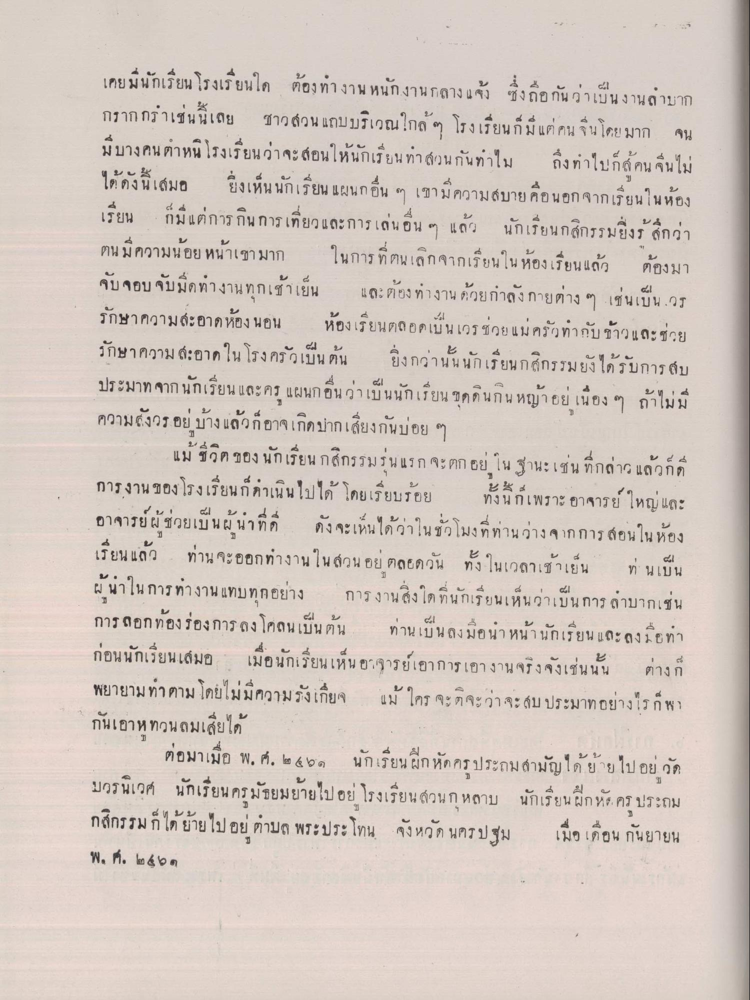 เคยมีนักเรียนโรงเรียนใด ต้องทำงานหนักงานกลางแจ้ง ซึ่งถือกันว่าเป็นงานลำบาก
กรากกรำเช่นนี้เลย ชาวสวนแถบบริเวณใกล้ๆ โรงเรียนก็มีแต่คนจีนโดยมาก จน
มีบางคนตำหนิโรงเรียนว่าจะสอนให้นักเรียนทำสวนกันทำไม ถึงทำไปก็สู้คนจีนไม่
ได้ดังนี้เสมอ ยิ่งเห็นนักเรียนแผนกอื่น ๆ เขามีความสบายคือนอกจากเรียนในห้อง
เรียน ก็มีแต่การกินการเที่ยวและการเล่นอื่น ๆ แล้ว นักเรียนกสิกรรมยิ่งรู้สึกว่า
ตนมีความน้อยหน้าเขามาก ในการที่ตนเลิกจากเรียนในห้องเรียนแล้ว ต้องมา
จับจอบจับมีดทำงานทุกเช้าเย็น และต้องทำงานด้วยกำลังกายต่าง ๆ เช่นเป็น วร
รักษาความสะอาดห้องนอน ห้องเรียนตลอดเป็นเวรช่วยแม่ครัวทำกับข้าวและช่วย
รักษาความสะอาดในโรงครัวเป็นต้น ยิ่งกว่านั้นนักเรียนกสิกรรมยังได้รับการสบ
ประมาทจากนักเรียนและครูแผนกอื่นว่าเป็นนักเรียนขุดดินกินหญ้าอยู่เนือง ๆ ถ้าไม่มี
ความสังวรอยู่บ้างแล้วก็อาจเกิดปากเสียงกันบ่อย ๆ
แม้ชีวิตของนักเรียนกสิกรรมรุ่นแรกจะตกอยู่ในฐานะเช่นที่กล่าวแล้วก็ดี
การงานของโรงเรียนก็ดำเนินไปได้โดยเรียบร้อย ทั้งนี้ก็เพราะอาจารย์ใหญ่และ
อาจารย์ผู้ช่วยเป็นผู้นำที่ดี ดังจะเห็นได้ว่าในชั่วโมงที่ท่านว่างจากการสอนในห้อง
เรียนแล้ว ท่านจะออกทำงานในสวนอยู่ตลอดวัน ทั้งในเวลาเช้าเย็น ท่ นเป็น
ผู้นำในการทำงานแทบทุกอย่าง การงานสิ่งใดที่นักเรียนเห็นว่าเป็นการลำบากเช่น
การลอกท้องร่องการลงโคลนเป็นต้น ท่านเป็นลงมือนำหน้านักเรียนและลงมือทำ
ก่อนนักเรียนเสมอ เมื่อนักเรียนเห็นอาจารย์เอาการเอางานจริงจังเช่นนั้น ต่างก็
พยายามทำตามโดยไม่มีความรังเกียจ แม้ใครจะติจะว่าจะสบประมาทอย่างไรก็พา
กันเอาหูทวนลมเสียได้
ต่อมาเมื่อ พ.ศ. ๒๔๖๑ นักเรียนฝึกหัดครูประถมสามัญได้ย้ายไปอยู่วัด
บวรนิเวศ นักเรียนครูมัธยมย้ายไปอยู่โรงเรียนสวนกุหลาบ นักเรียนฝึกหัดครูประถม
กสิกรรมก็ได้ย้ายไปอยู่ตำบลพระประโทน จังหวัดนครปฐม เมื่อเดือนกันยายน
พ.ศ. ๒๔๖๑